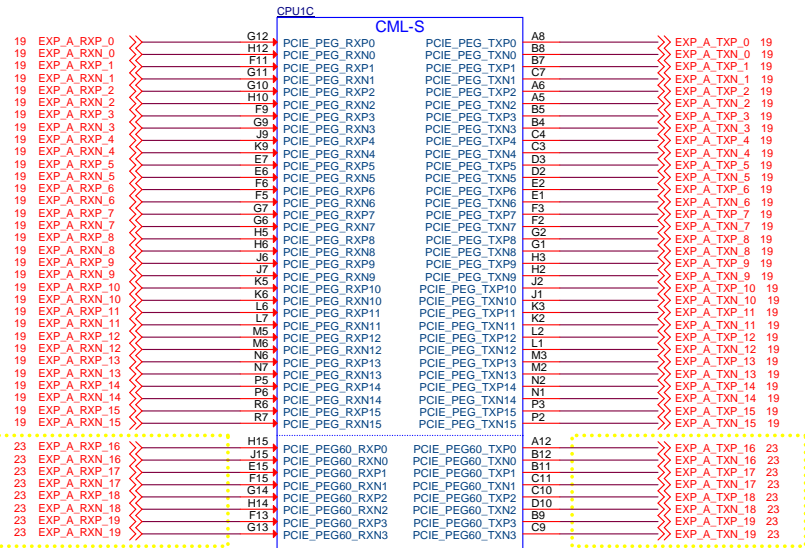 CPU1C
CML-S
19 EXP_A_RXP_0 G12 PCIE_PEG_RXP0 PCIE_PEG_TXP0 A8 EXP_A_TXP_0 19
19 EXP_A_RXN_0 H12 PCIE_PEG_RXN0 PCIE_PEG_TXN0 B8 EXP_A_TXN_0 19
19 EXP_A_RXP_1 F11 PCIE_PEG_RXP1 PCIE_PEG_TXP1 B7 EXP_A_TXP_1 19
19 EXP_A_RXN_1 G11 PCIE_PEG_RXN1 PCIE_PEG_TXN1 C7 EXP_A_TXN_1 19
19 EXP_A_RXP_2 G10 PCIE_PEG_RXP2 PCIE_PEG_TXP2 A6 EXP_A_TXP_2 19
19 EXP_A_RXN_2 H10 PCIE_PEG_RXN2 PCIE_PEG_TXN2 A5 EXP_A_TXN_2 19
19 EXP_A_RXP_3 F9 PCIE_PEG_RXP3 PCIE_PEG_TXP3 B5 EXP_A_TXP_3 19
19 EXP_A_RXN_3 G9 PCIE_PEG_RXN3 PCIE_PEG_TXN3 B4 EXP_A_TXN_3 19
19 EXP_A_RXP_4 J9 PCIE_PEG_RXP4 PCIE_PEG_TXP4 C4 EXP_A_TXP_4 19
19 EXP_A_RXN_4 K9 PCIE_PEG_RXN4 PCIE_PEG_TXN4 C3 EXP_A_TXN_4 19
19 EXP_A_RXP_5 E7 PCIE_PEG_RXP5 PCIE_PEG_TXP5 D3 EXP_A_TXP_5 19
19 EXP_A_RXN_5 E6 PCIE_PEG_RXN5 PCIE_PEG_TXN5 D2 EXP_A_TXN_5 19
19 EXP_A_RXP_6 F6 PCIE_PEG_RXP6 PCIE_PEG_TXP6 E2 EXP_A_TXP_6 19
19 EXP_A_RXN_6 F5 PCIE_PEG_RXN6 PCIE_PEG_TXN6 E1 EXP_A_TXN_6 19
19 EXP_A_RXP_7 G7 PCIE_PEG_RXP7 PCIE_PEG_TXP7 F3 EXP_A_TXP_7 19
19 EXP_A_RXN_7 G6 PCIE_PEG_RXN7 PCIE_PEG_TXN7 F2 EXP_A_TXN_7 19
19 EXP_A_RXP_8 H5 PCIE_PEG_RXP8 PCIE_PEG_TXP8 G2 EXP_A_TXP_8 19
19 EXP_A_RXN_8 H6 PCIE_PEG_RXN8 PCIE_PEG_TXN8 G1 EXP_A_TXN_8 19
19 EXP_A_RXP_9 J6 PCIE_PEG_RXP9 PCIE_PEG_TXP9 H3 EXP_A_TXP_9 19
19 EXP_A_RXN_9 J7 PCIE_PEG_RXN9 PCIE_PEG_TXN9 H2 EXP_A_TXN_9 19
19 EXP_A_RXP_10 K5 PCIE_PEG_RXP10 PCIE_PEG_TXP10 J2 EXP_A_TXP_10 19
19 EXP_A_RXN_10 K6 PCIE_PEG_RXN10 PCIE_PEG_TXN10 J1 EXP_A_TXN_10 19
19 EXP_A_RXP_11 L6 PCIE_PEG_RXP11 PCIE_PEG_TXP11 K3 EXP_A_TXP_11 19
19 EXP_A_RXN_11 L7 PCIE_PEG_RXN11 PCIE_PEG_TXN11 K2 EXP_A_TXN_11 19
19 EXP_A_RXP_12 M5 PCIE_PEG_RXP12 PCIE_PEG_TXP12 L2 EXP_A_TXP_12 19
19 EXP_A_RXN_12 M6 PCIE_PEG_RXN12 PCIE_PEG_TXN12 L1 EXP_A_TXN_12 19
19 EXP_A_RXP_13 N6 PCIE_PEG_RXP13 PCIE_PEG_TXP13 M3 EXP_A_TXP_13 19
19 EXP_A_RXN_13 N7 PCIE_PEG_RXN13 PCIE_PEG_TXN13 M2 EXP_A_TXN_13 19
19 EXP_A_RXP_14 P5 PCIE_PEG_RXP14 PCIE_PEG_TXP14 N2 EXP_A_TXP_14 19
19 EXP_A_RXN_14 P6 PCIE_PEG_RXN14 PCIE_PEG_TXN14 N1 EXP_A_TXN_14 19
19 EXP_A_RXP_15 R6 PCIE_PEG_RXP15 PCIE_PEG_TXP15 P3 EXP_A_TXP_15 19
19 EXP_A_RXN_15 R7 PCIE_PEG_RXN15 PCIE_PEG_TXN15 P2 EXP_A_TXN_15 19
23 EXP_A_RXP_16 H15 PCIE_PEG60_RXP0 PCIE_PEG60_TXP0 A12 EXP_A_TXP_16 23
23 EXP_A_RXN_16 J15 PCIE_PEG60_RXN0 PCIE_PEG60_TXN0 B12 EXP_A_TXN_16 23
23 EXP_A_RXP_17 E15 PCIE_PEG60_RXP1 PCIE_PEG60_TXP1 B11 EXP_A_TXP_17 23
23 EXP_A_RXN_17 F15 PCIE_PEG60_RXN1 PCIE_PEG60_TXN1 C11 EXP_A_TXN_17 23
23 EXP_A_RXP_18 G14 PCIE_PEG60_RXP2 PCIE_PEG60_TXP2 C10 EXP_A_TXP_18 23
23 EXP_A_RXN_18 H14 PCIE_PEG60_RXN2 PCIE_PEG60_TXN2 D10 EXP_A_TXN_18 23
23 EXP_A_RXP_19 F13 PCIE_PEG60_RXP3 PCIE_PEG60_TXP3 B9 EXP_A_TXP_19 23
23 EXP_A_RXN_19 G13 PCIE_PEG60_RXN3 PCIE_PEG60_TXN3 C9 EXP_A_TXN_19 23